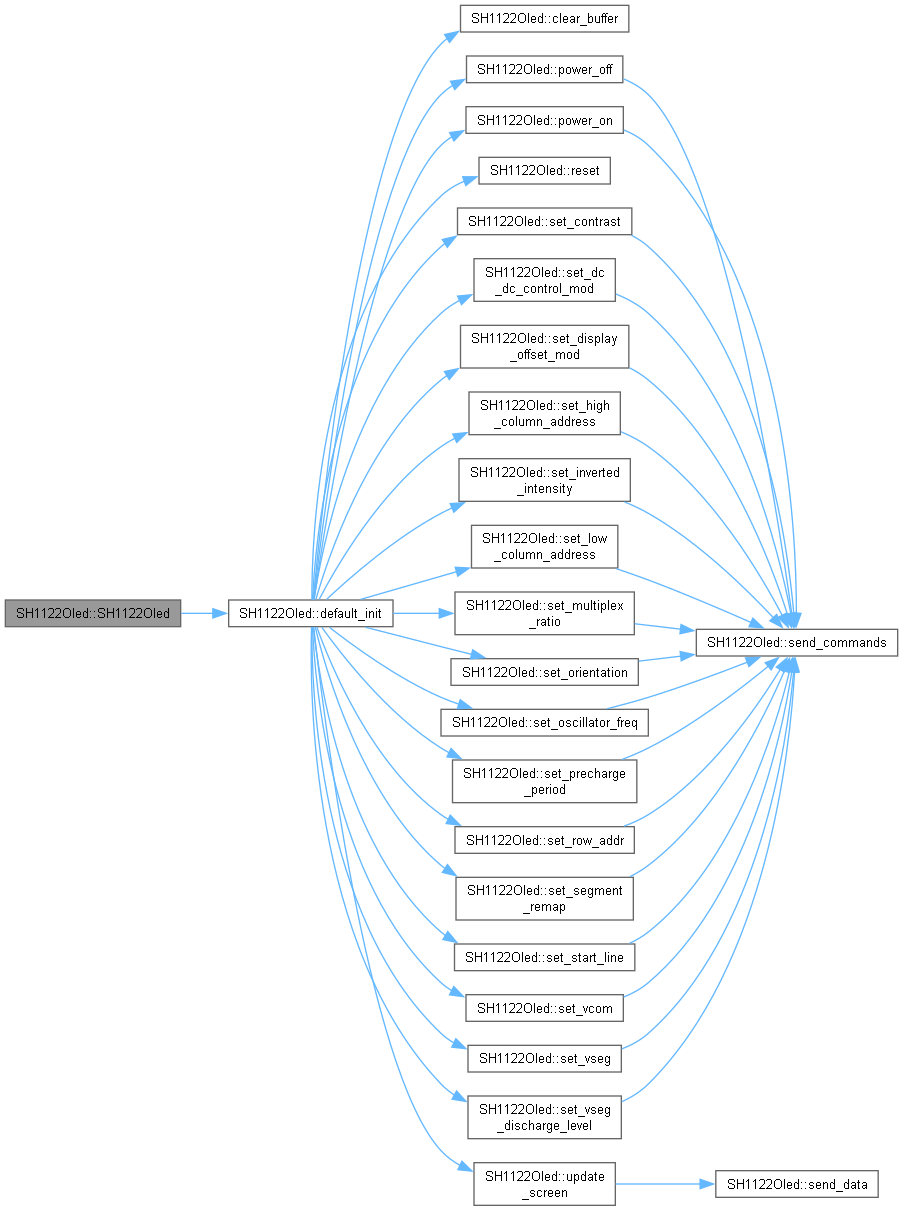 SH1122Oled::clear_buffer
SH1122Oled::power_off
SH1122Oled::power_on
SH1122Oled::reset
SH1122Oled::set_contrast
SH1122Oled::set_dc
_dc_control_mod
SH1122Oled::set_display
_offset_mod
SH1122Oled::set_high
_column_address
SH1122Oled::set_inverted
_intensity
SH1122Oled::set_low
_column_address
SH1122Oled::SH1122Oled
SH1122Oled::default_init
SH1122Oled::set_multiplex
_ratio
SH1122Oled::send_commands
SH1122Oled::set_orientation
SH1122Oled::set_oscillator_freq
SH1122Oled::set_precharge
_period
SH1122Oled::set_row_addr
SH1122Oled::set_segment
_remap
SH1122Oled::set_start_line
SH1122Oled::set_vcom
SH1122Oled::set_vseg
SH1122Oled::set_vseg
_discharge_level
SH1122Oled::update
_screen
SH1122Oled::send_data